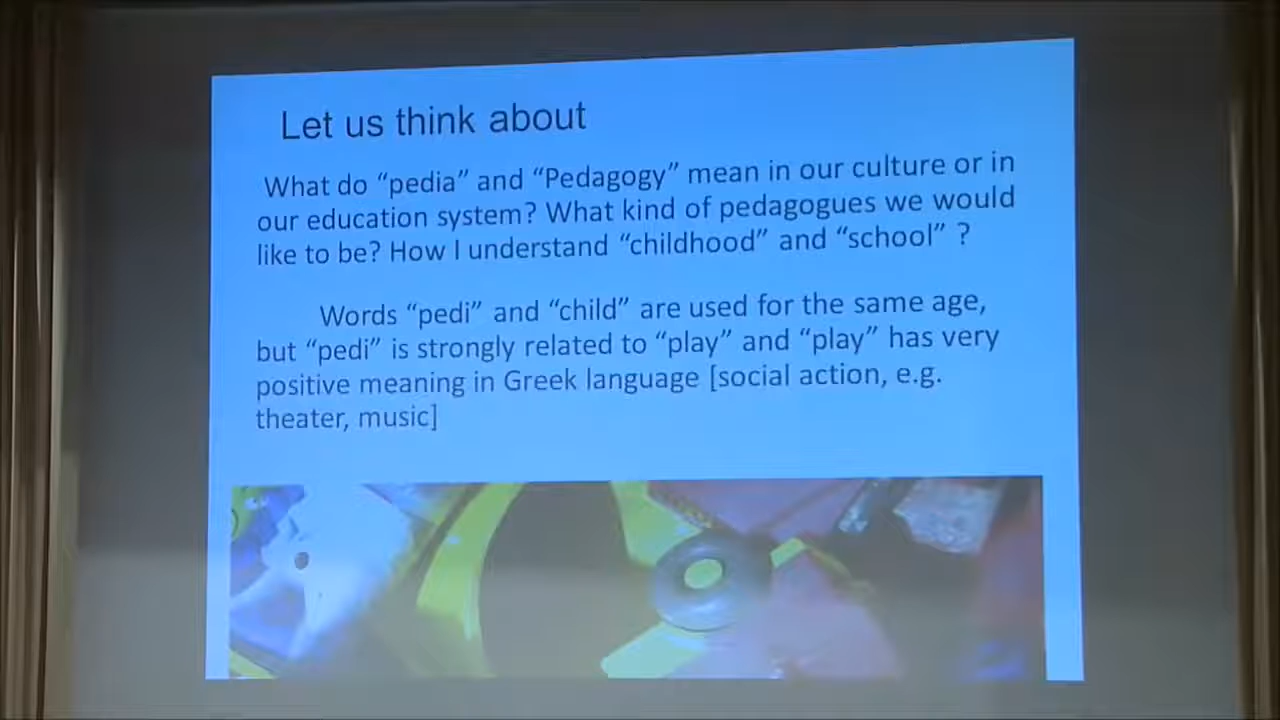 Let us think about
What do “pedia” and “Pedagogy” mean in our culture or in
our education system? What kind of pedagogues we would
like to be? How I understand “childhood” and “school” ?
Words “pedi” and “child” are used for the same age,
but “pedi” is strongly related to “play” and “play” has very
positive meaning in Greek language [social action, e.g.
theater, music]